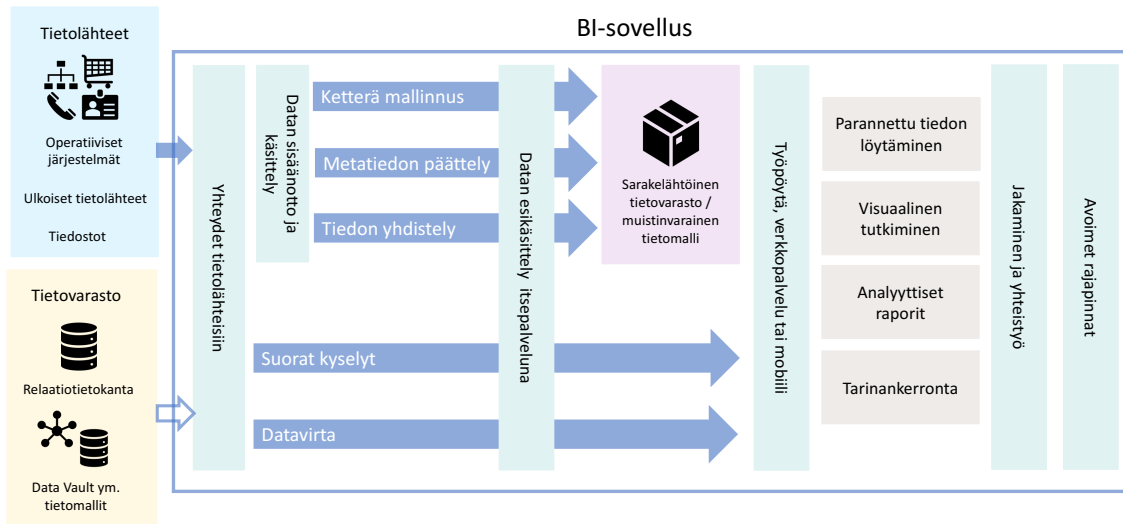 BI-sovellus
Tietolähteet
Operatiiviset
järjestelmät
Ulkoiset tietolähteet
Tiedostot
Tietovarasto
Relaatiotietokanta
Data Vault ym.
tietomallit
Yhteydet tietolähteisiin
Datan sisäänotto ja
käsittely
Ketterä mallinnus
Metatiedon päättely
Tiedon yhdistely
Suorat kyselyt
Datavirta
Datan esikäsittely itsepalveluna
Sarakelähtöinen
tietovarasto /
muistinvarainen
tietomalli
Työpöytä, verkkopalvelu tai mobiili
Parannettu tiedon
löytäminen
Visuaalinen
tutkiminen
Analyyttiset
raporit
Tarinankerronta
Jakaminen ja yhteistyö
Avoimet rajapinnat